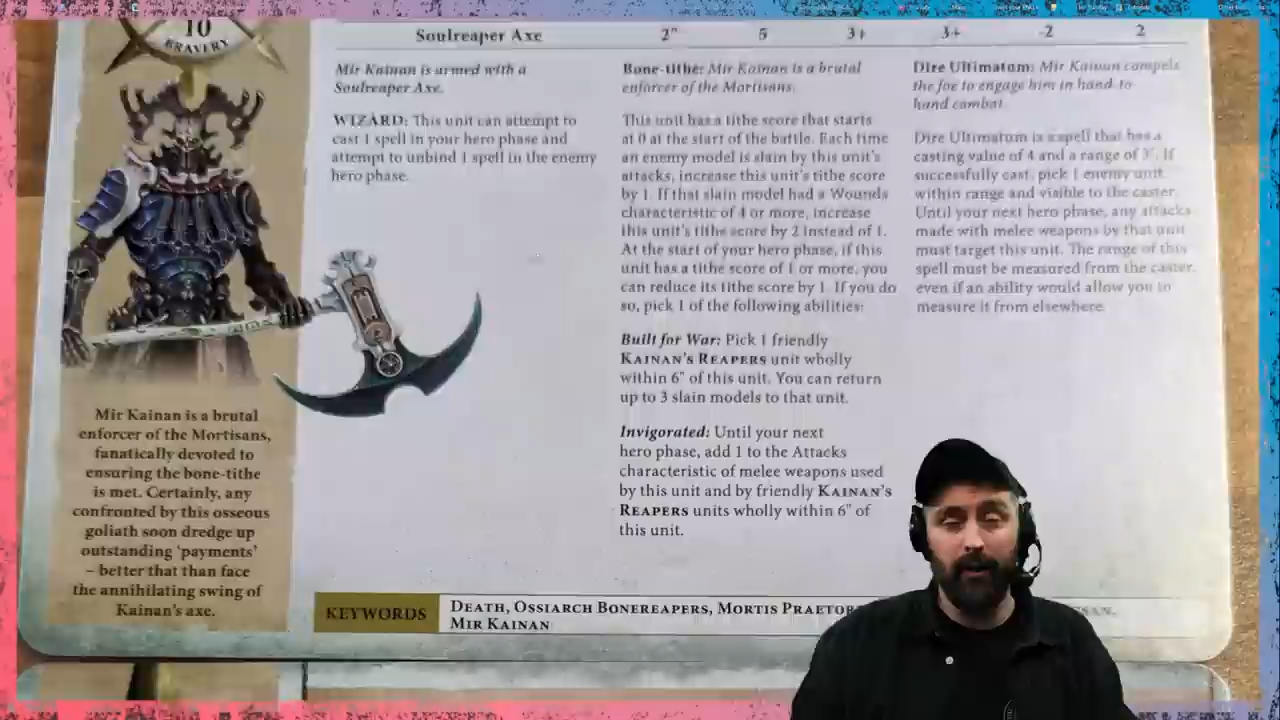 10
BRAVERY
Soulreaper Axe 2" 5 3+ 3+ -2 2
Mir Kainan is armed with a
Soulreaper Axe.
WIZARD: This unit can attempt to
cast 1 spell in your hero phase and
attempt to unbind 1 spell in the enemy
hero phase.
Bone-tithe: Mir Kainan is a brutal
enforcer of the Mortisans.
This unit has a tithe score that starts
at 0 at the start of the battle. Each time
an enemy model is slain by this unit's
attacks, increase this unit's tithe score
by 1. If that slain model had a Wounds
characteristic of 4 or more, increase
this unit's tithe score by 2 instead of 1.
At the start of your hero phase, if this
unit has a tithe score of 1 or more, you
can reduce its tithe score by 1. If you do
so, pick 1 of the following abilities:
Built for War: Pick 1 friendly
KAINAN'S REAPERS unit wholly
within 6" of this unit. You can return
up to 3 slain models to that unit.
Invigorated: Until your next
hero phase, add 1 to the Attacks
characteristic of melee weapons used
by this unit and by friendly KAINAN'S
REAPERS units wholly within 6" of
this unit.
Dire Ultimatum: Mir Kainan compels
the foe to engage him in hand-to-
hand combat.
Dire Ultimatum is a spell that has a
casting value of 4 and a range of 3". If
successfully cast, pick 1 enemy unit
within range and visible to the caster.
Until your next hero phase, any attacks
made with melee weapons by that unit
must target this unit. The range of this
spell must be measured from the caster,
even if an ability would allow you to
measure it from elsewhere.
Mir Kainan is a brutal
enforcer of the Mortisans,
fanatically devoted to
ensuring the bone-tithe
is met. Certainly, any
confronted by this osseous
goliath soon dredge up
outstanding 'payments'
– better that than face
the annihilating swing of
Kainan's axe.
KEYWORDS
DEATH, OSSIARCH BONEREAPERS, MORTIS PRAETOR
MIR KAINAN